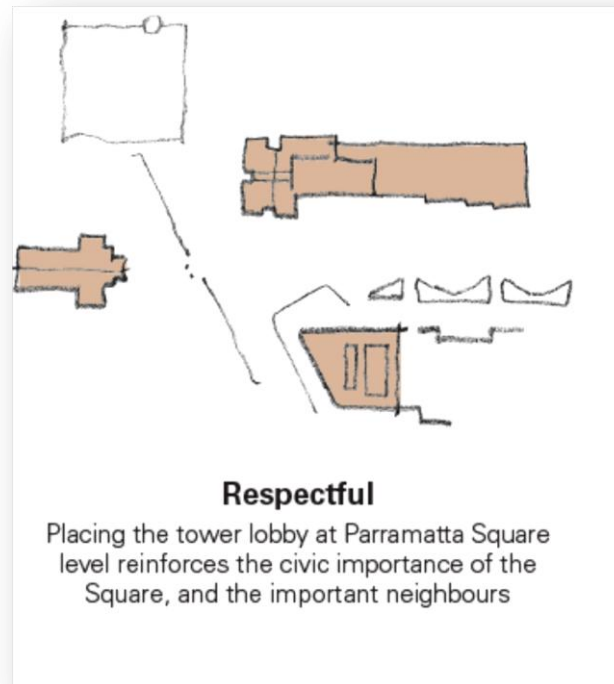 Respectful
Placing the tower lobby at Parramatta Square
level reinforces the civic importance of the
Square, and the important neighbours